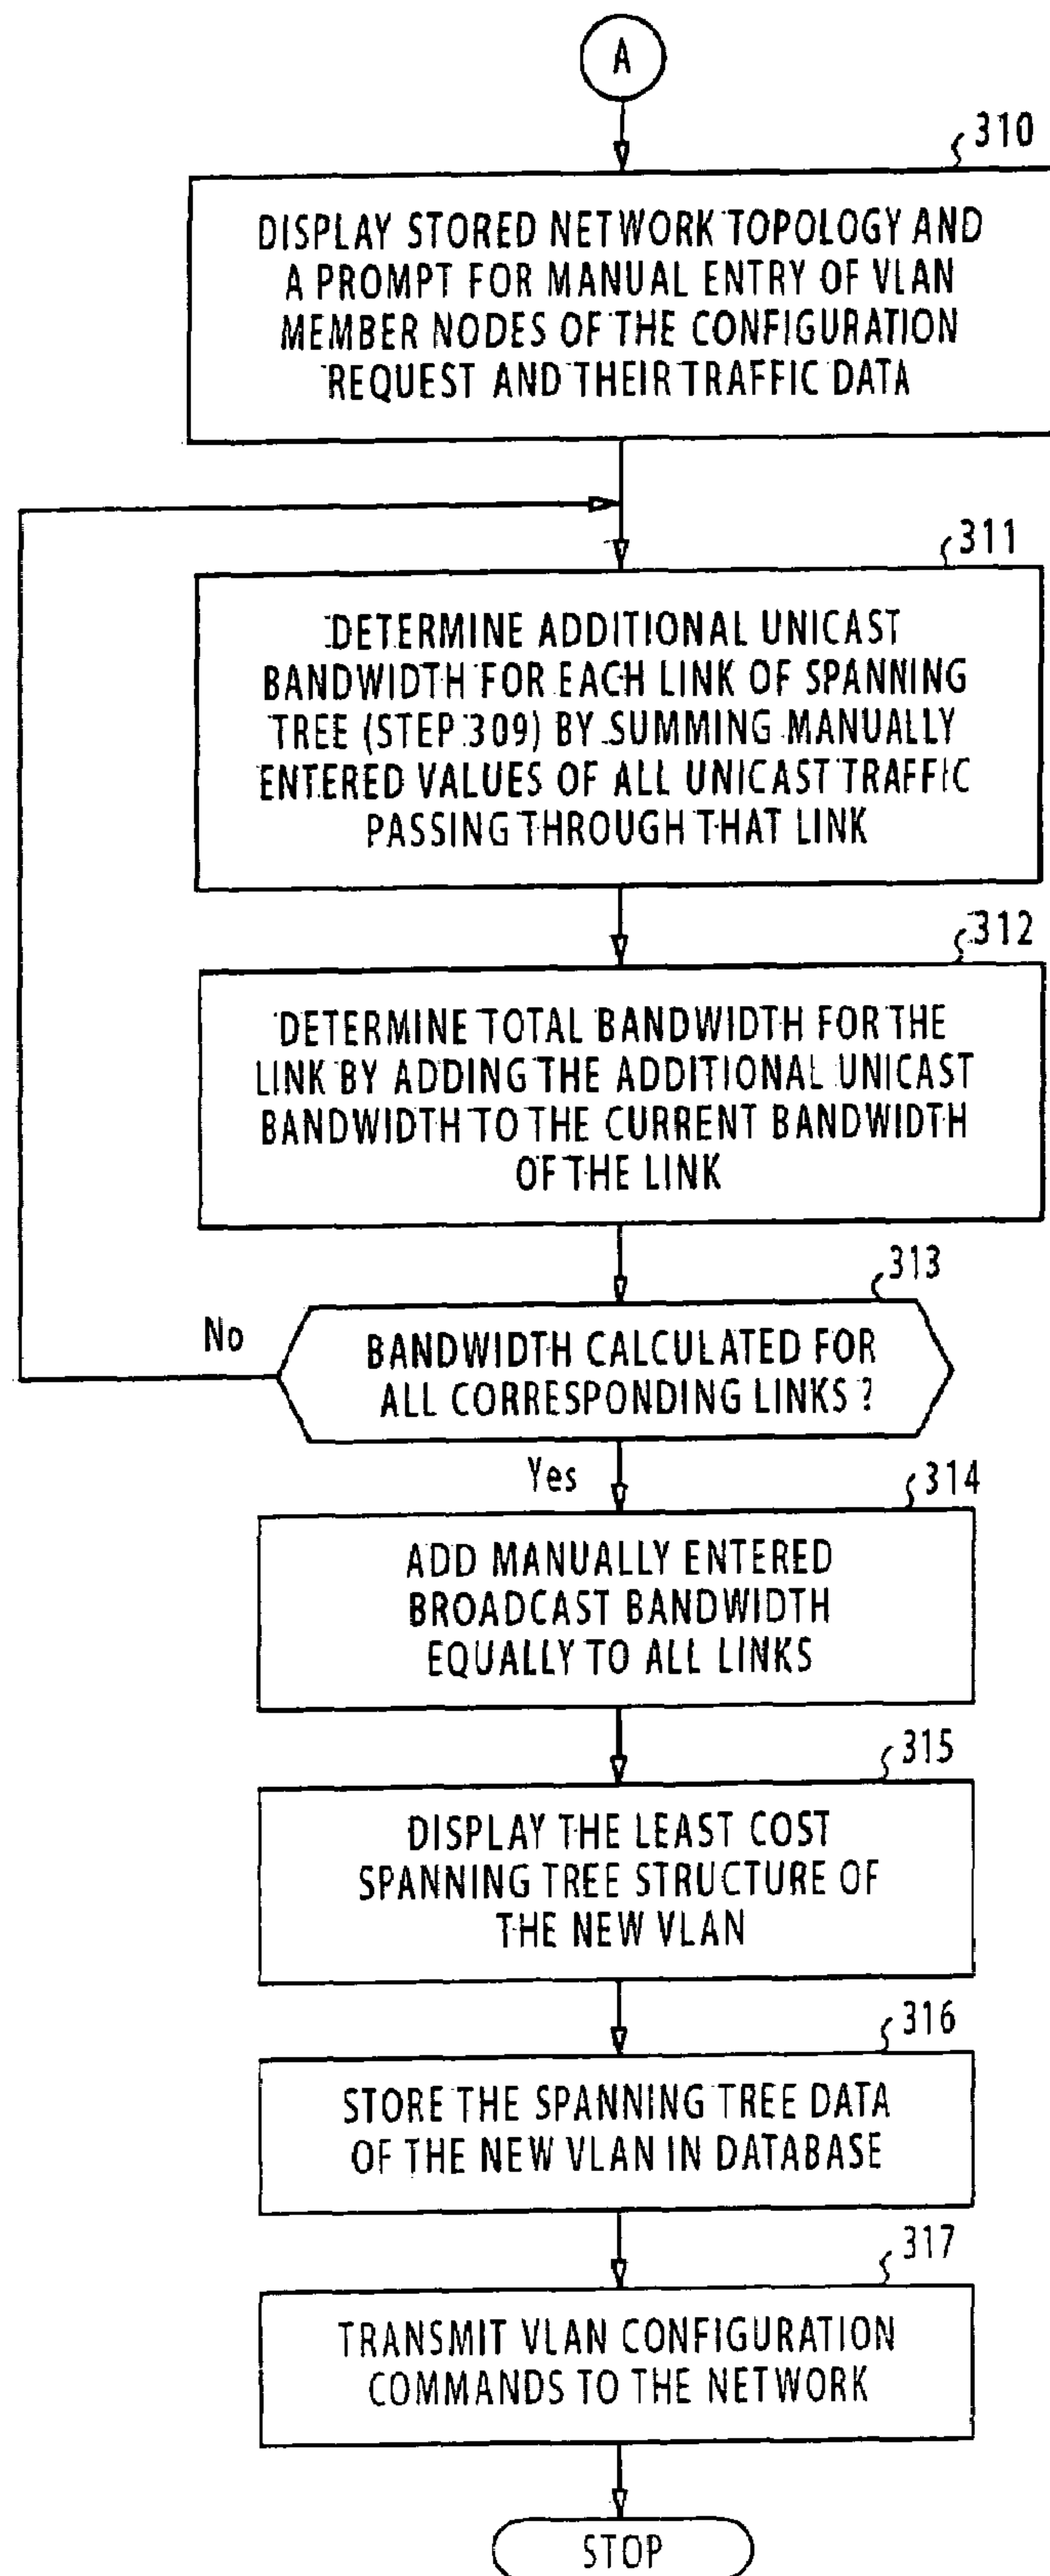 A
310
DISPLAY STORED NETWORK TOPOLOGY AND
A PROMPT FOR MANUAL ENTRY OF VLAN
MEMBER NODES OF THE CONFIGURATION
REQUEST AND THEIR TRAFFIC DATA
311
DETERMINE ADDITIONAL UNICAST
BANDWIDTH FOR EACH LINK OF SPANNING
TREE (STEP 309) BY SUMMING MANUALLY
ENTERED VALUES OF ALL UNICAST TRAFFIC
PASSING THROUGH THAT LINK
312
DETERMINE TOTAL BANDWIDTH FOR THE
LINK BY ADDING THE ADDITIONAL UNICAST
BANDWIDTH TO THE CURRENT BANDWIDTH
OF THE LINK
313
No
BANDWIDTH CALCULATED FOR
ALL CORRESPONDING LINKS ?
Yes
314
ADD MANUALLY ENTERED
BROADCAST BANDWIDTH
EQUALLY TO ALL LINKS
315
DISPLAY THE LEAST COST
SPANNING TREE STRUCTURE OF
THE NEW VLAN
316
STORE THE SPANNING TREE DATA
OF THE NEW VLAN IN DATABASE
317
TRANSMIT VLAN CONFIGURATION
COMMANDS TO THE NETWORK
STOP